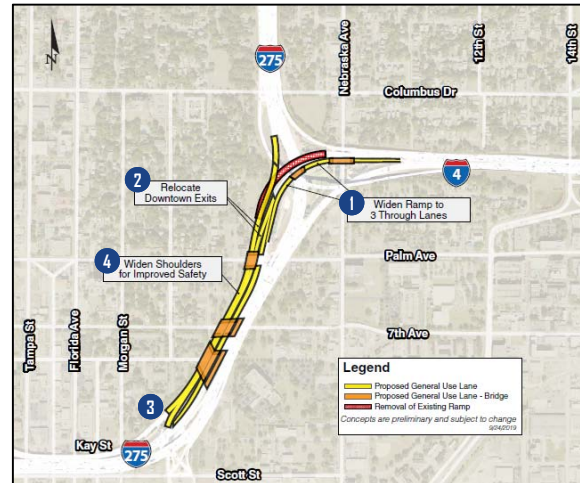 N
275
Nebraska Ave
12th St
14th St
Columbus Dr
4
2
Relocate
Downtown Exits
1
Widen Ramp to
3 Through Lanes
4
Widen Shoulders
for Improved Safety
Palm Ave
Tampa St
Florida Ave
Morgan St
7th Ave
Legend
Proposed General Use Lane
Proposed General Use Lane - Bridge
Removal of Existing Ramp
Concepts are preliminary and subject to change
9/24/2019
3
Kay St
275
Scott St